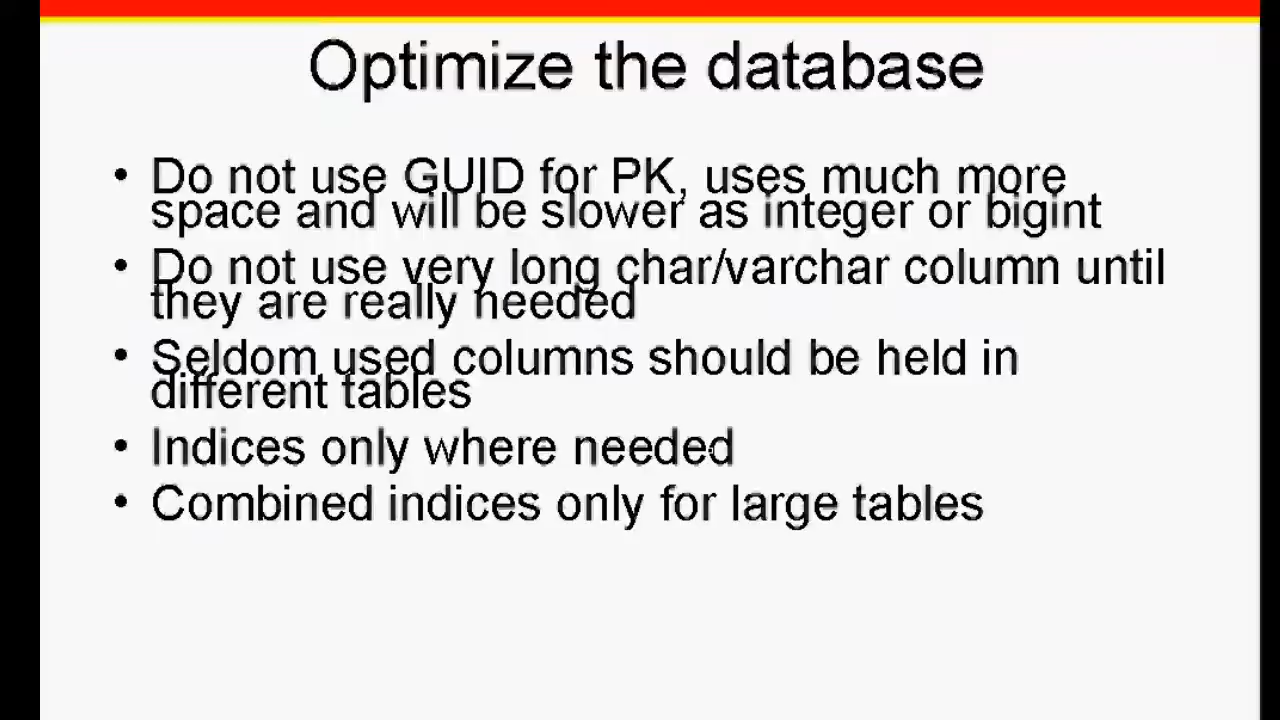 Optimize the database
• Do not use GUID for PK, uses much more
space and will be slower as integer or bigint
• Do not use very long char/varchar column until
they are really needed
• Seldom used columns should be held in
different tables
• Indices only where needed
• Combined indices only for large tables